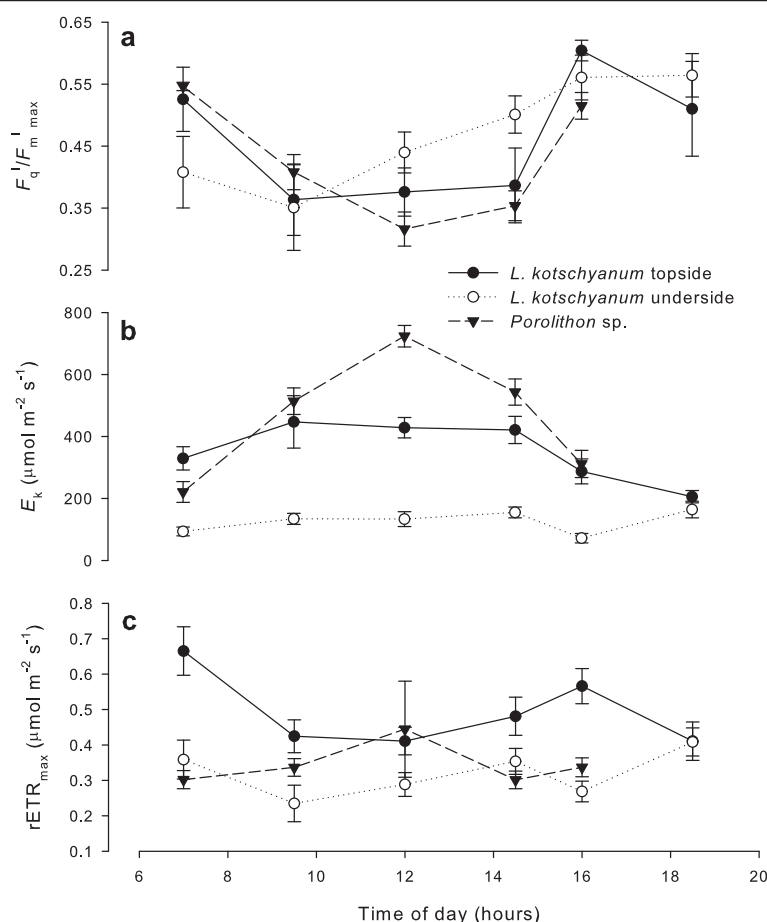 a
0.65
0.55
0.45
0.35
0.25
Fq'/Fm' max
L. kotschyanum topside
L. kotschyanum underside
Porolithon sp.
b
800
600
400
200
0
Ek (μmol m⁻² s⁻¹)
c
0.8
0.7
0.6
0.5
0.4
0.3
0.2
0.1
rETRmax (μmol m⁻² s⁻¹)
6 8 10 12 14 16 18 20
Time of day (hours)